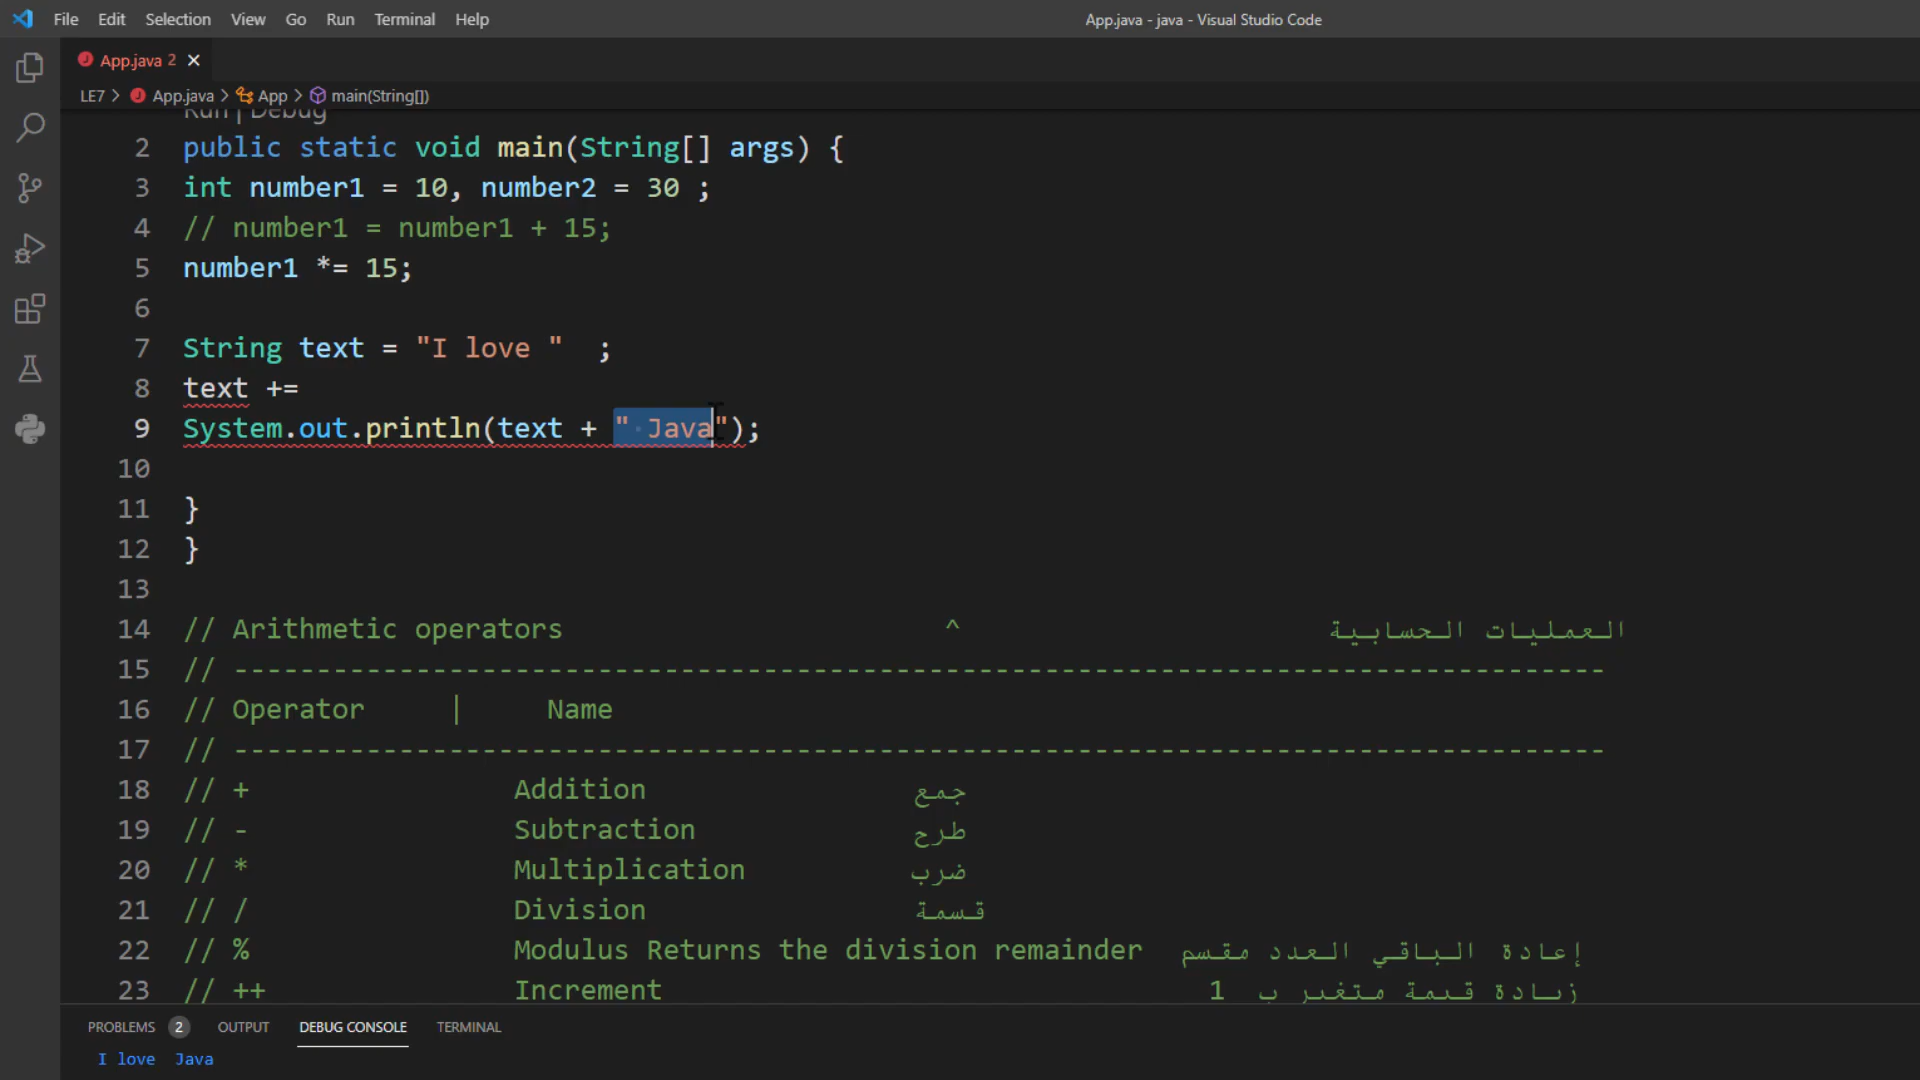 File Edit Selection View Go Run Terminal Help
App.java - java - Visual Studio Code
App.java 2
LE7 > App.java > App > main(String[])
Run | Debug
2 public static void main(String[] args) {
3 int number1 = 10, number2 = 30 ;
4 // number1 = number1 + 15;
5 number1 *= 15;
6
7 String text = "I love "  ;
8 text +=
9 System.out.println(text + " Java");
10
11 }
12 }
13
14 // Arithmetic operators ^ العمليات الحسابية
15 // -----------------------------------------------------------------------------------
16 // Operator | Name
17 // -----------------------------------------------------------------------------------
18 // + Addition جمع
19 // - Subtraction طرح
20 // * Multiplication ضرب
21 // / Division قسمة
22 // % Modulus Returns the division remainder إعادة الباقي العدد مقسم
23 // ++ Increment زيادة قيمة متغير ب 1
PROBLEMS 2 OUTPUT DEBUG CONSOLE TERMINAL
I love  Java